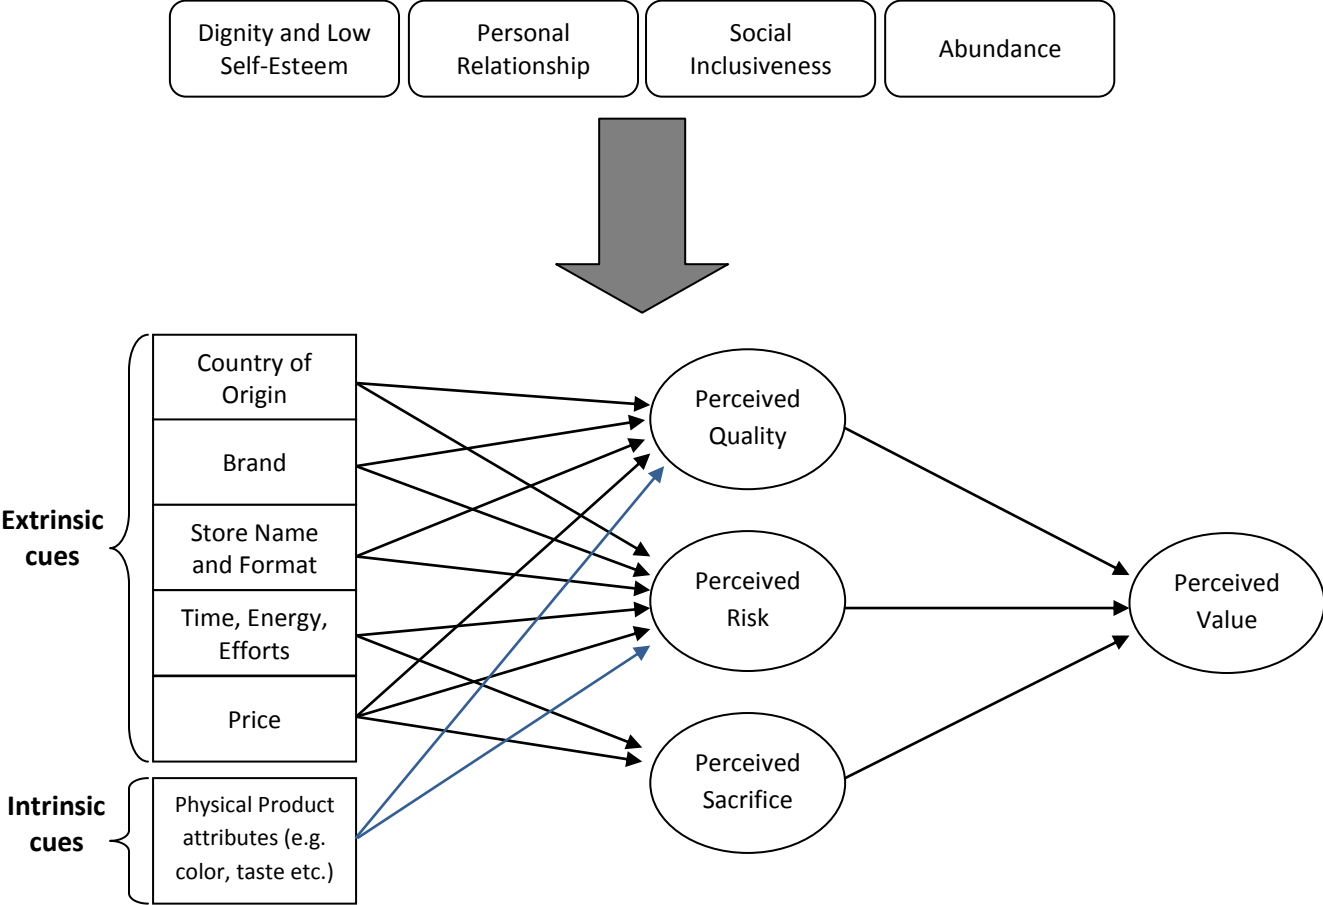 Dignity and Low
Self-Esteem
Personal
Relationship
Social
Inclusiveness
Abundance
Extrinsic
cues
Country of
Origin
Brand
Store Name
and Format
Time, Energy,
Efforts
Price
Intrinsic
cues
Physical Product
attributes (e.g.
color, taste etc.)
Perceived
Quality
Perceived
Risk
Perceived
Sacrifice
Perceived
Value